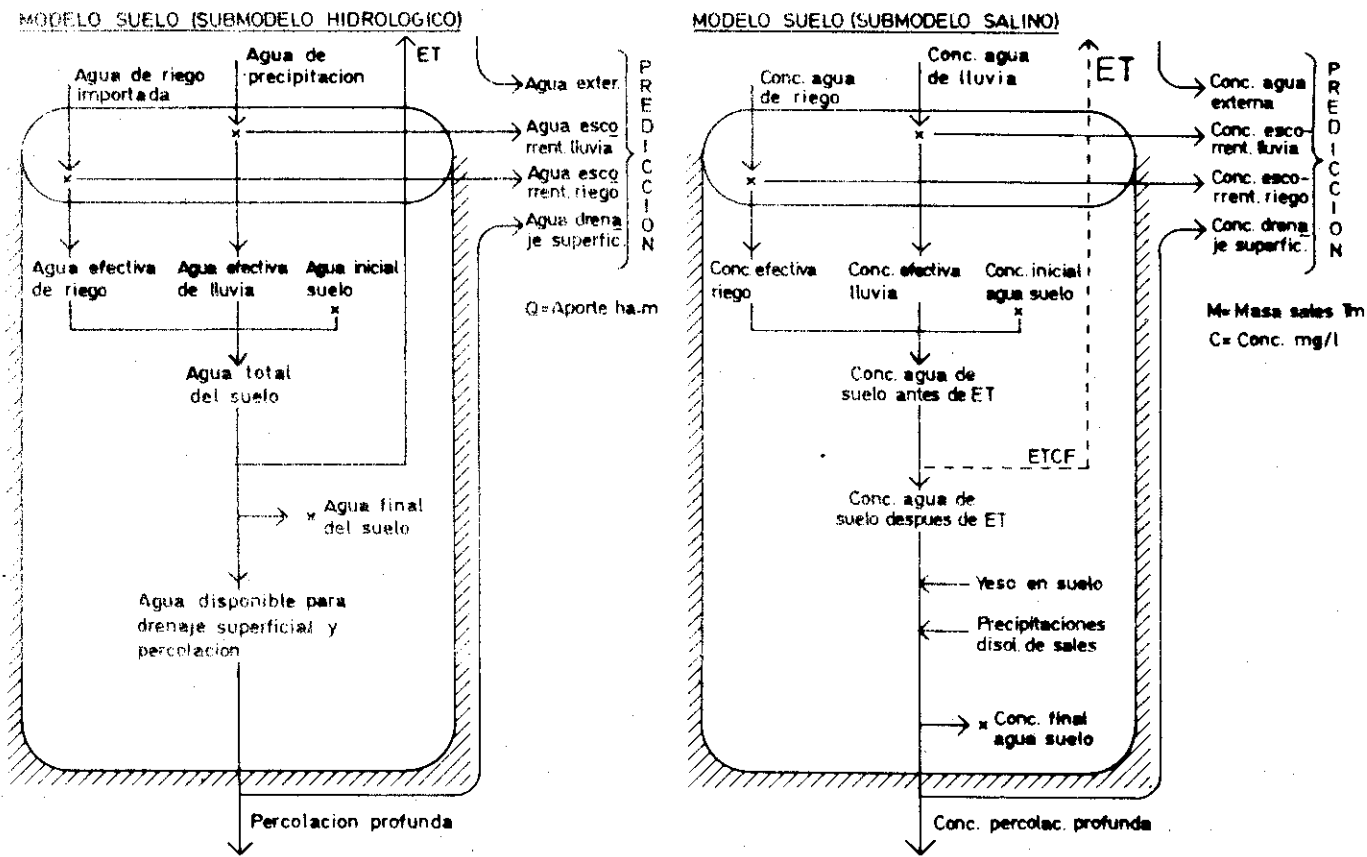 MODELO SUELO (SUBMODELO HIDROLOGICO)
Agua de riego
importada
Agua de
precipitacion
ET
Agua exter.
Agua esco
rrent. lluvia
Agua esco
rrent. riego
Agua drena
je superfic.
PREDICCION
Agua efectiva
de riego
Agua efectiva
de lluvia
Agua inicial
suelo
Q=Aporte ha.m
Agua total
del suelo
Agua final
del suelo
Agua disponible para
drenaje superficial y
percolacion
Percolacion profunda
MODELO SUELO (SUBMODELO SALINO)
Conc. agua
de riego
Conc. agua
de lluvia
ET
Conc. agua
externa
Conc. esco-
rrent. lluvia
Conc. esco-
rrent. riego
Conc. drena
je superfic.
PREDICCION
Conc. efectiva
riego
Conc. efectiva
lluvia
Conc. inicial
agua suelo
M=Masa sales Tm
C= Conc. mg/l
Conc. agua de
suelo antes de ET
ETCF
Conc. agua de
suelo despues de ET
Yeso en suelo
Precipitaciones
disol. de sales
Conc. final
agua suelo
Conc. percolac. profunda